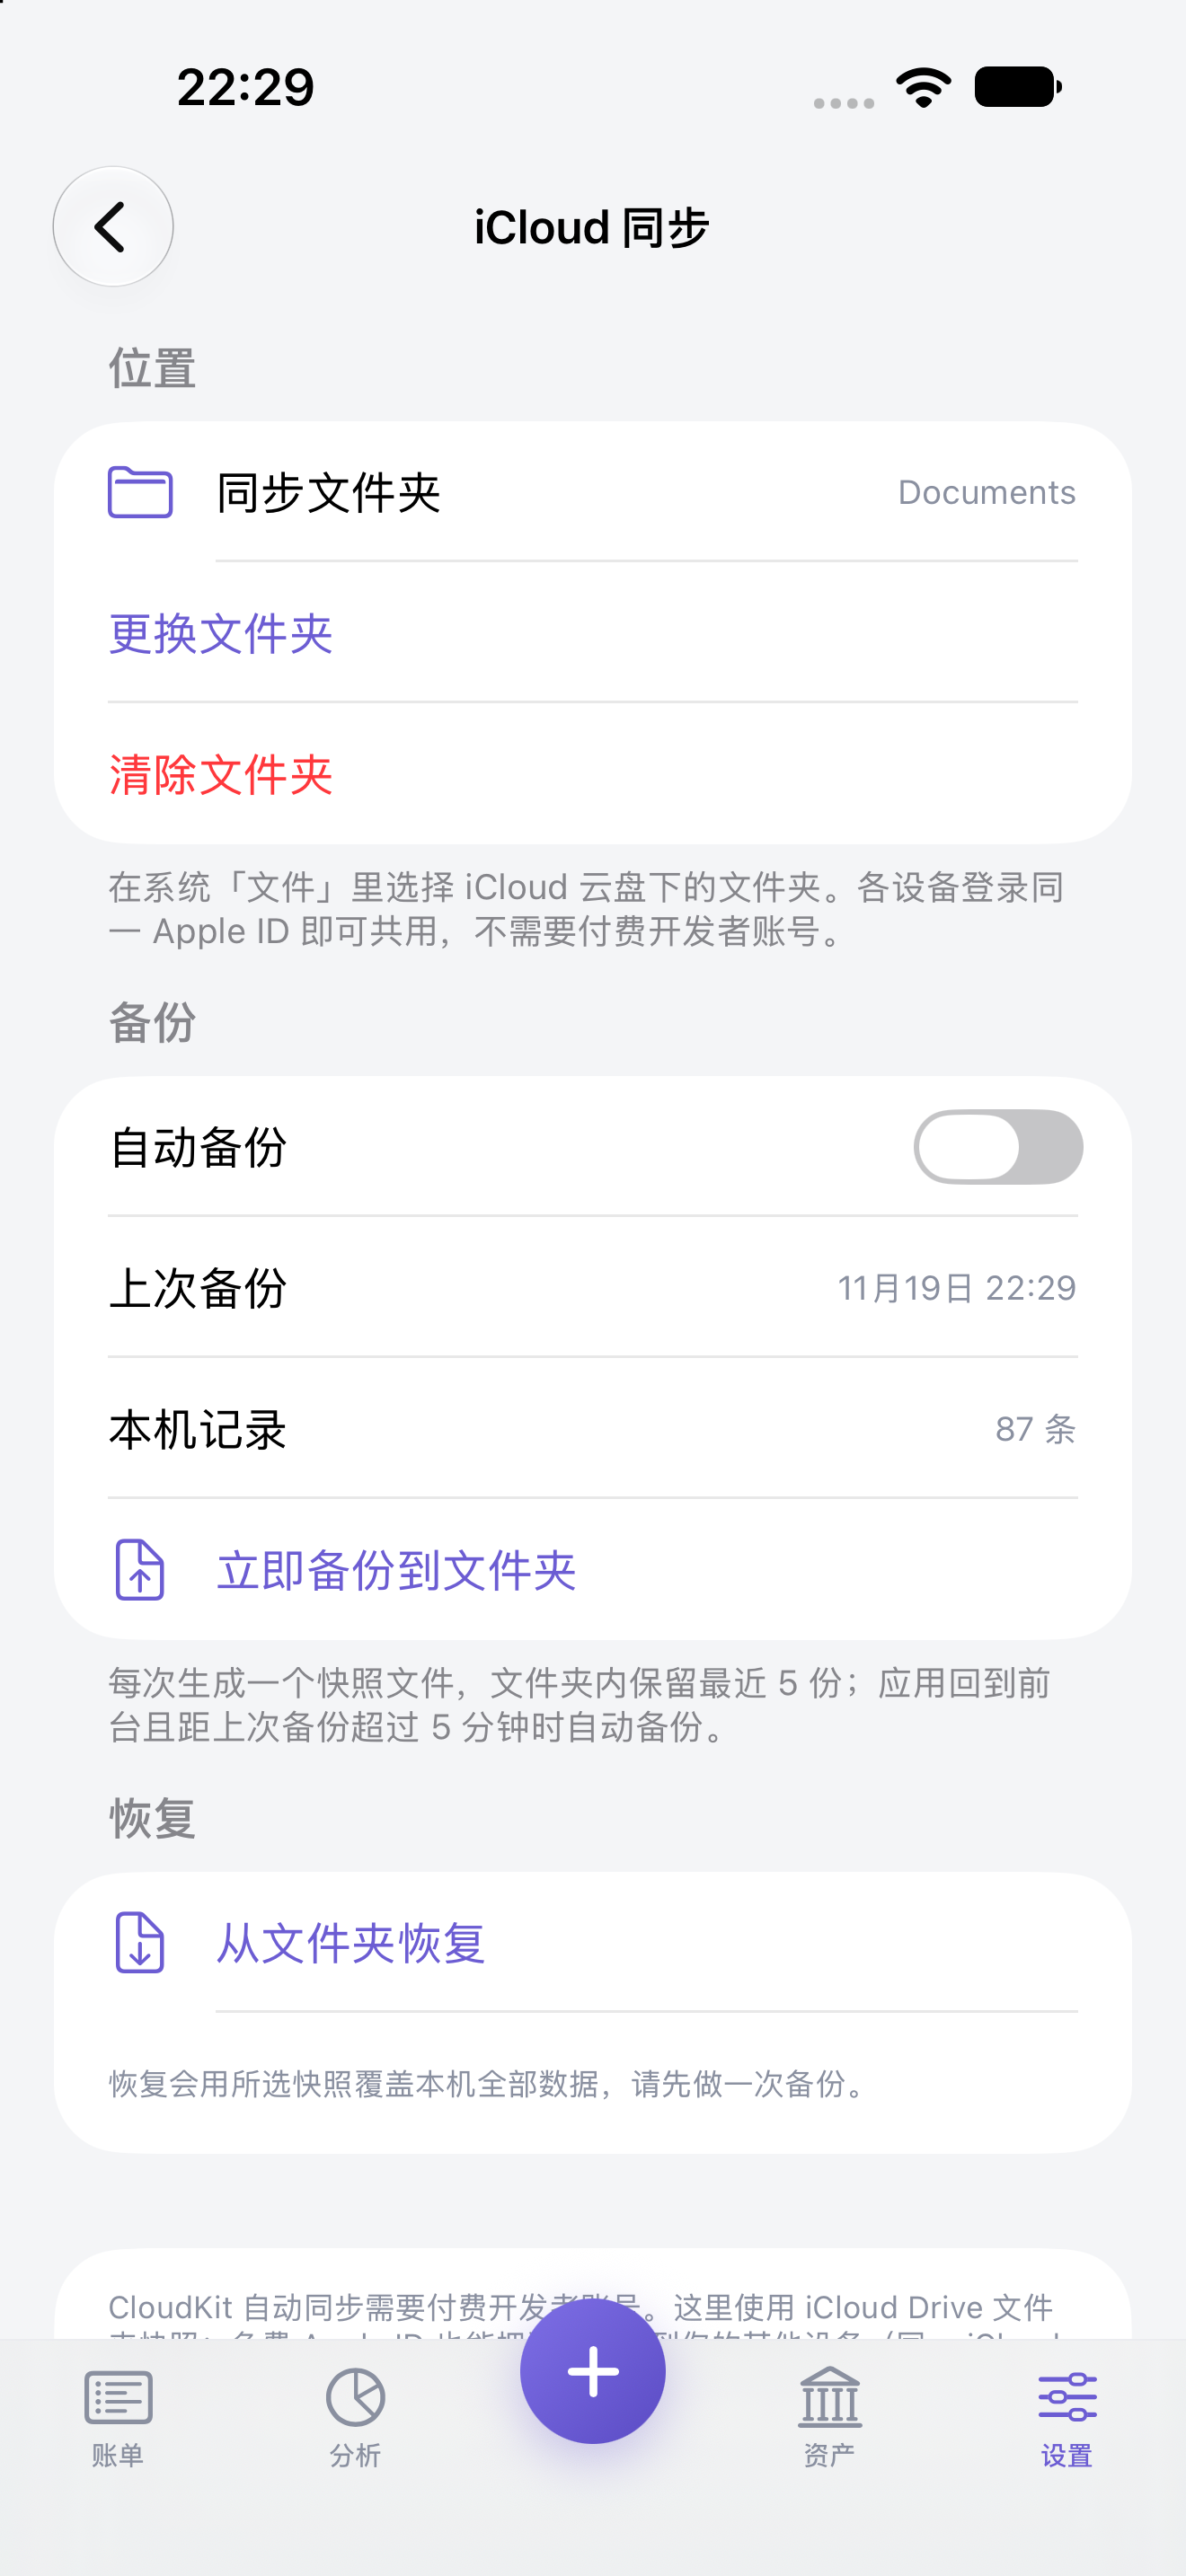 22:29
iCloud 同步
位置
同步文件夹
Documents
更换文件夹
清除文件夹
在系统「文件」里选择 iCloud 云盘下的文件夹。各设备登录同
一 Apple ID 即可共用，不需要付费开发者账号。
备份
自动备份
上次备份
11月19日 22:29
本机记录
87 条
立即备份到文件夹
每次生成一个快照文件，文件夹内保留最近 5 份；应用回到前
台且距上次备份超过 5 分钟时自动备份。
恢复
从文件夹恢复
恢复会用所选快照覆盖本机全部数据，请先做一次备份。
CloudKit 自动同步需要付费开发者账号。这里使用 iCloud Drive 文件
账单
分析
资产
设置